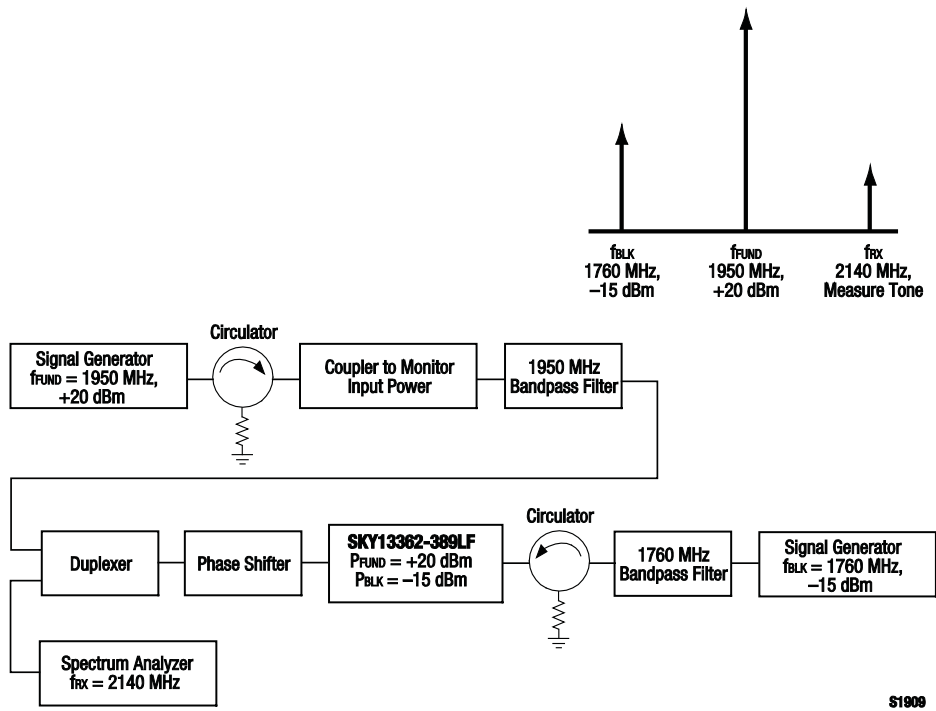 fBLK
1760 MHz,
–15 dBm
fFUND
1950 MHz,
+20 dBm
fRX
2140 MHz,
Measure Tone
Signal Generator
fFUND = 1950 MHz,
+20 dBm
Circulator
Coupler to Monitor
Input Power
1950 MHz
Bandpass Filter
Duplexer
Phase Shifter
SKY13362-389LF
PFUND = +20 dBm
PBLK = –15 dBm
Circulator
1760 MHz
Bandpass Filter
Signal Generator
fBLK = 1760 MHz,
–15 dBm
Spectrum Analyzer
fRX = 2140 MHz
S1909